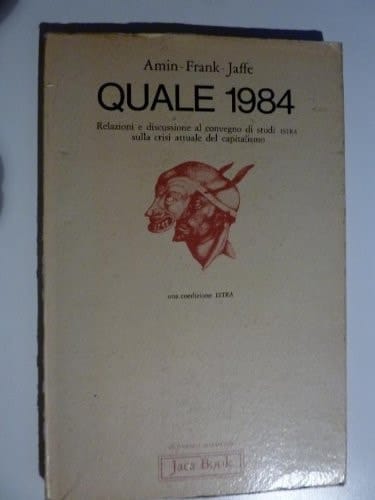 Amin-Frank-Jaffe
QUALE 1984
Relazioni e discussione al convegno di studi ISTRA
sulla crisi attuale del capitalismo
una coedizione ISTRA
Jaca Book